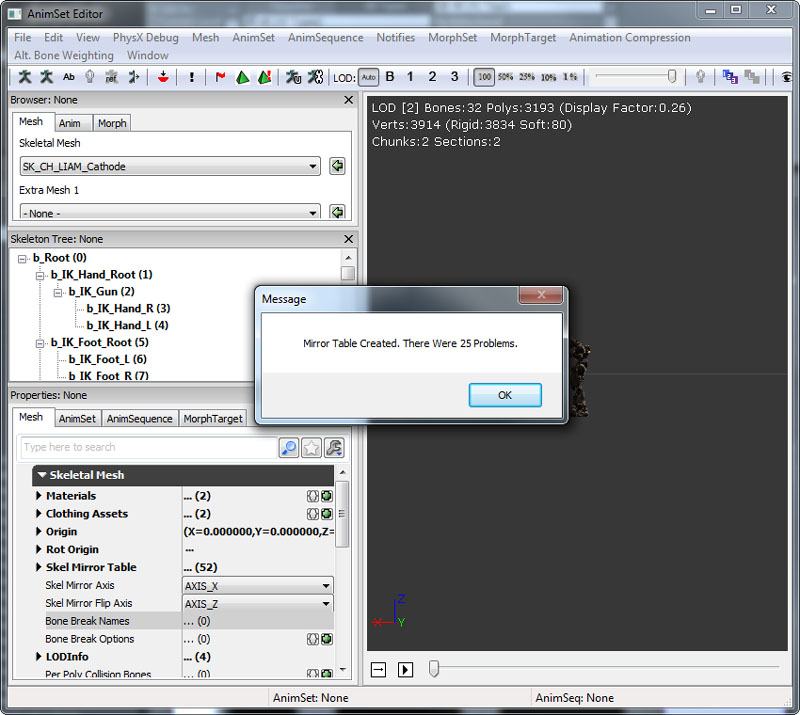 AnimSet Editor
File Edit View PhysX Debug Mesh AnimSet AnimSequence Notifies MorphSet MorphTarget Animation Compression
Alt. Bone Weighting Window
Ab LOD: Auto B 1 2 3 100 50% 25% 10% 1%
Browser: None
Mesh Anim Morph
Skeletal Mesh
SK_CH_LIAM_Cathode
Extra Mesh 1
- None -
Skeleton Tree: None
b_Root (0)
b_IK_Hand_Root (1)
b_IK_Gun (2)
b_IK_Hand_R (3)
b_IK_Hand_L (4)
b_IK_Foot_Root (5)
b_IK_Foot_L (6)
b_IK_Foot_R (7)
LOD [2] Bones:32 Polys:3193 (Display Factor:0.26)
Verts:3914 (Rigid:3834 Soft:80)
Chunks:2 Sections:2
Message
Mirror Table Created. There Were 25 Problems.
OK
Properties: None
Mesh AnimSet AnimSequence MorphTarget
Type here to search
Skeletal Mesh
Materials ... (2)
Clothing Assets ... (2)
Origin (X=0.000000,Y=0.000000,Z=
Rot Origin ...
Skel Mirror Table ... (52)
Skel Mirror Axis AXIS_X
Skel Mirror Flip Axis AXIS_Z
Bone Break Names ... (0)
Bone Break Options ... (0)
LODInfo ... (4)
Per Poly Collision Bones ... (0)
Z
X Y
AnimSet: None AnimSeq: None